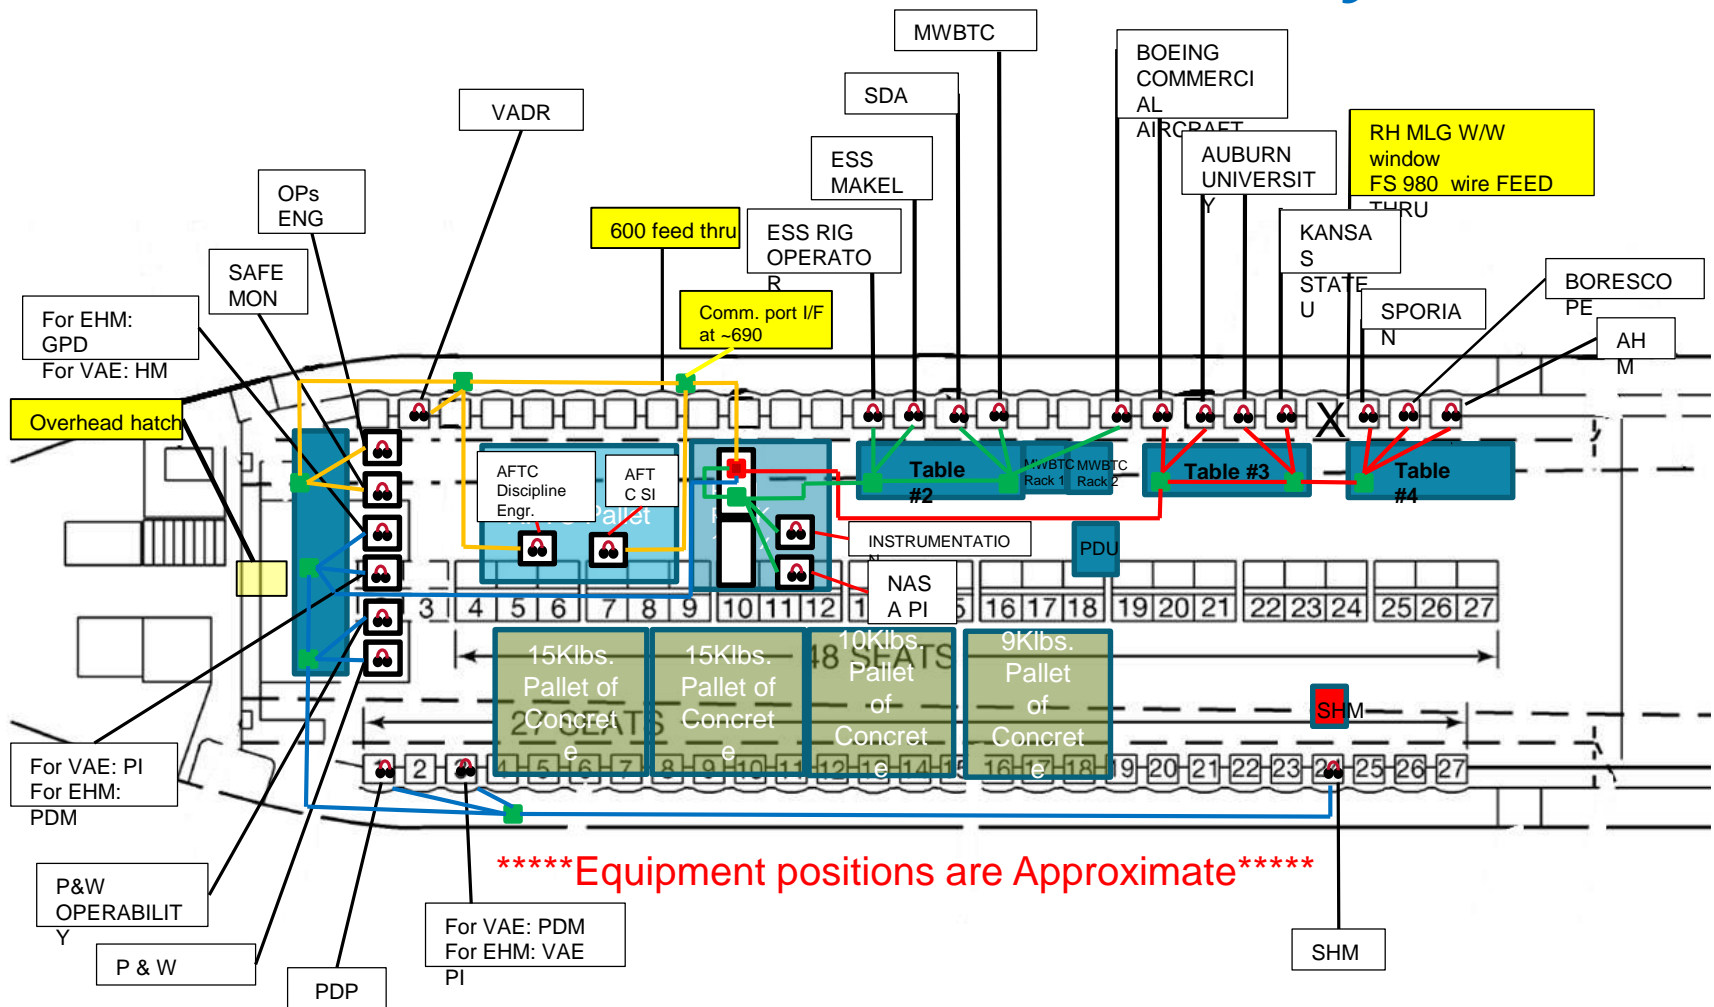 MWBTC
BOEING
COMMERCI
AL
AIRCRAFT
SDA
VADR
RH MLG W/W
window
FS 980 wire FEED
THRU
AUBURN
UNIVERSIT
Y
ESS
MAKEL
OPs
ENG
600 feed thru
ESS RIG
OPERATO
R
KANSA
S
STATE
U
SAFE
MON
BORESCO
PE
For EHM:
GPD
For VAE: HM
Comm. port I/F
at ~690
SPORIA
N
AH
M
Overhead hatch
X
AFTC
Discipline
Engr.
AFT
C SI
Pallet
Table
#2
MWBTC
Rack 1
MWBTC
Rack 2
Table #3
Table
#4
INSTRUMENTATIO
N
PDU
NAS
A PI
3 4 5 6 7 8 9 10 11 12 16 17 18 19 20 21 22 23 24 25 26 27
15Klbs.
Pallet of
Concret
e
15Klbs.
Pallet of
Concret
e
10Klbs.
Pallet
of
Concret
e
9Klbs.
Pallet
of
Concret
e
48 SEATS
SHM
27 SEATS
1 2 3 4 5 6 7 8 9 10 11 12 13 14 15 16 17 18 19 20 21 22 23 24 25 26 27
For VAE: PI
For EHM:
PDM
*****Equipment positions are Approximate*****
P&W
OPERABILIT
Y
For VAE: PDM
For EHM: VAE
PI
P & W
SHM
PDP